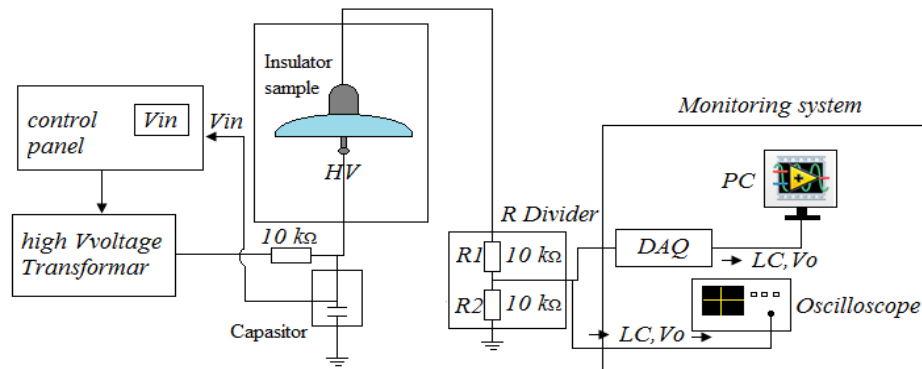 Insulator
sample
HV
control
panel
Vin
Vin
high Vvoltage
Transformar
10 kΩ
Capasitor
R Divider
R1
10 kΩ
R2
10 kΩ
Monitoring system
PC
DAQ
LC,Vo
Oscilloscope
LC,Vo